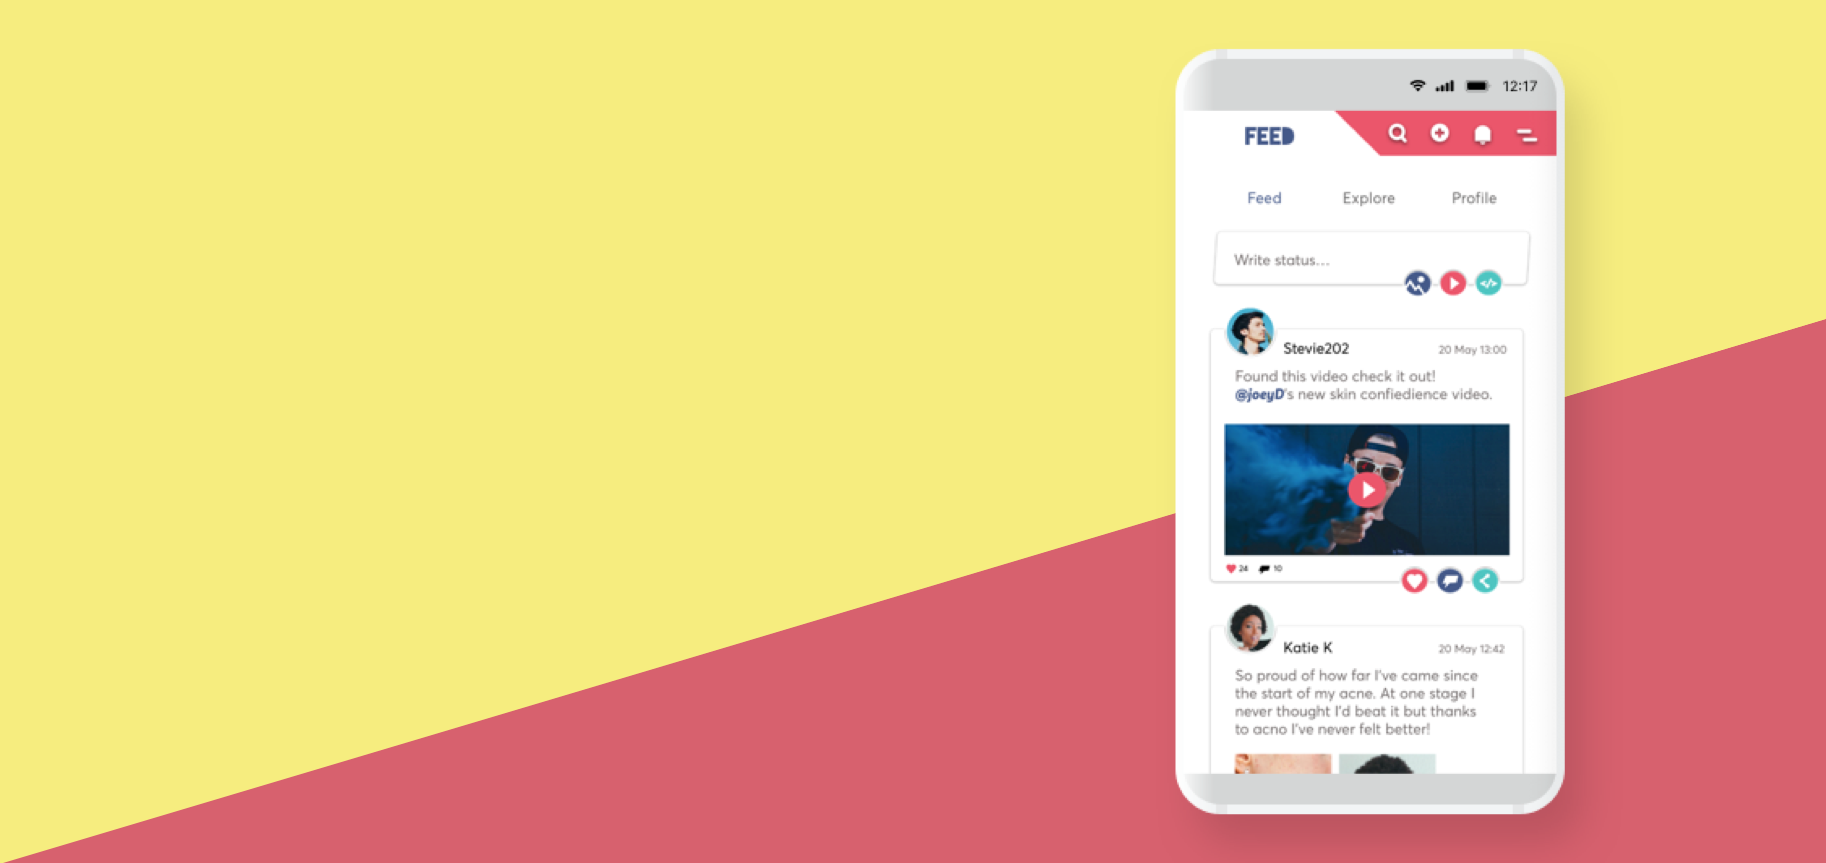 12:17
FEED
Feed Explore Profile
Write status...
Stevie202 20 May 13:00
Found this video check it out!
@joeyD's new skin confiedience video.
24 10
Katie K 20 May 12:42
So proud of how far I've came since
the start of my acne. At one stage I
never thought I'd beat it but thanks
to acno I've never felt better!